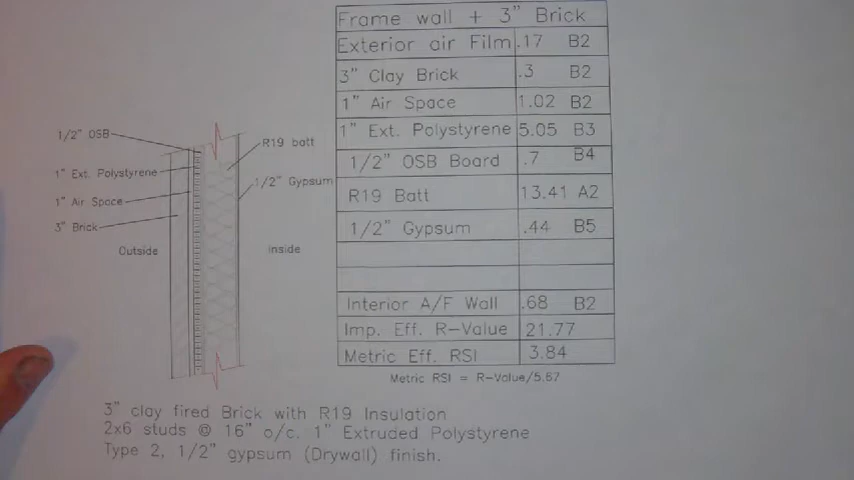 Frame wall + 3" Brick
Exterior air Film .17 B2
3" Clay Brick .3 B2
1" Air Space 1.02 B2
1" Ext. Polystyrene 5.05 B3
1/2" OSB Board .7 B4
R19 Batt 13.41 A2
1/2" Gypsum .44 B5
Interior A/F Wall .68 B2
Imp. Eff. R-Value 21.77
Metric Eff. RSI 3.84
Metric RSI = R-Value/5.67
1/2" OSB
1" Ext. Polystyrene
1" Air Space
3" Brick
Outside
R19 batt
1/2" Gypsum
Inside
3" clay fired Brick with R19 Insulation
2x6 studs @ 16" o/c. 1" Extruded Polystyrene
Type 2, 1/2" gypsum (Drywall) finish.